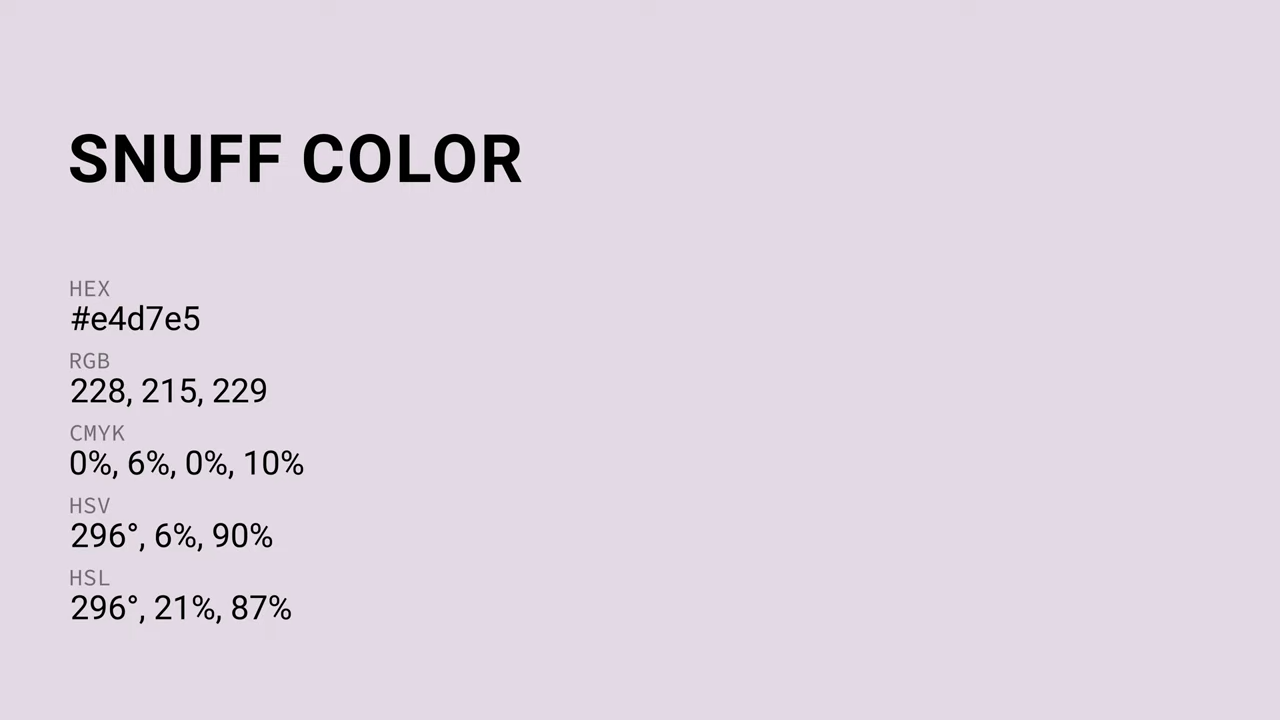 SNUFF COLOR
HEX
#e4d7e5
RGB
228, 215, 229
CMYK
0%, 6%, 0%, 10%
HSV
296°, 6%, 90%
HSL
296°, 21%, 87%